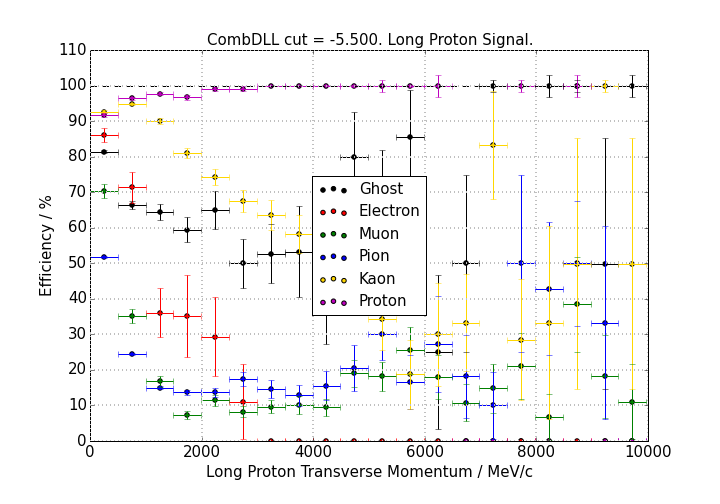 CombDLL cut = -5.500. Long Proton Signal.
110
100
90
80
70
60
50
40
30
20
10
0
Efficiency / %
Ghost
Electron
Muon
Pion
Kaon
Proton
0 2000 4000 6000 8000 10000
Long Proton Transverse Momentum / MeV/c